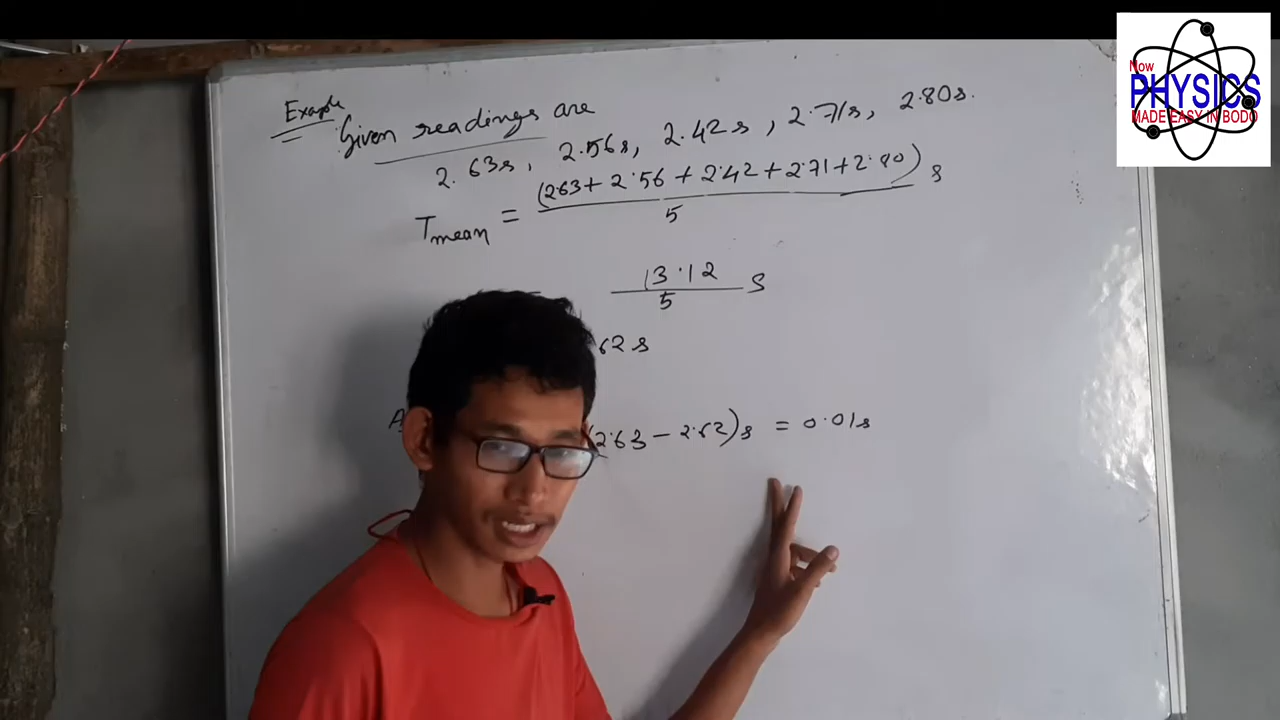 Now
PHYSICS
MADE EASY IN BODO
Example
Given readings are
2.63s, 2.56s, 2.42s, 2.71s, 2.80s.
Tmean = (2.63 + 2.56 + 2.42 + 2.71 + 2.80) s
5
13.12 s
5
62 s
(2.63 - 2.62)s = 0.01s